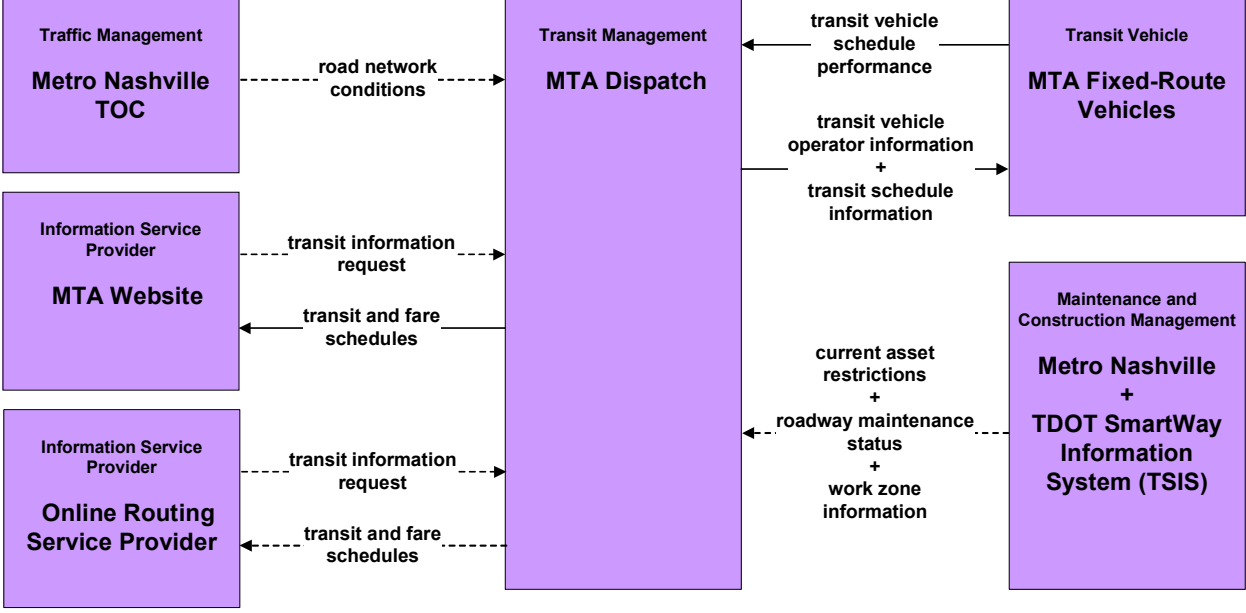 Traffic Management
Metro Nashville
TOC
road network
conditions
Information Service
Provider
MTA Website
transit information
request
transit and fare
schedules
Information Service
Provider
Online Routing
Service Provider
transit information
request
transit and fare
schedules
Transit Management
MTA Dispatch
transit vehicle
schedule
performance
transit vehicle
operator information
+
transit schedule
information
Transit Vehicle
MTA Fixed-Route
Vehicles
current asset
restrictions
+
roadway maintenance
status
+
work zone
information
Maintenance and
Construction Management
Metro Nashville
+
TDOT SmartWay
Information
System (TSIS)